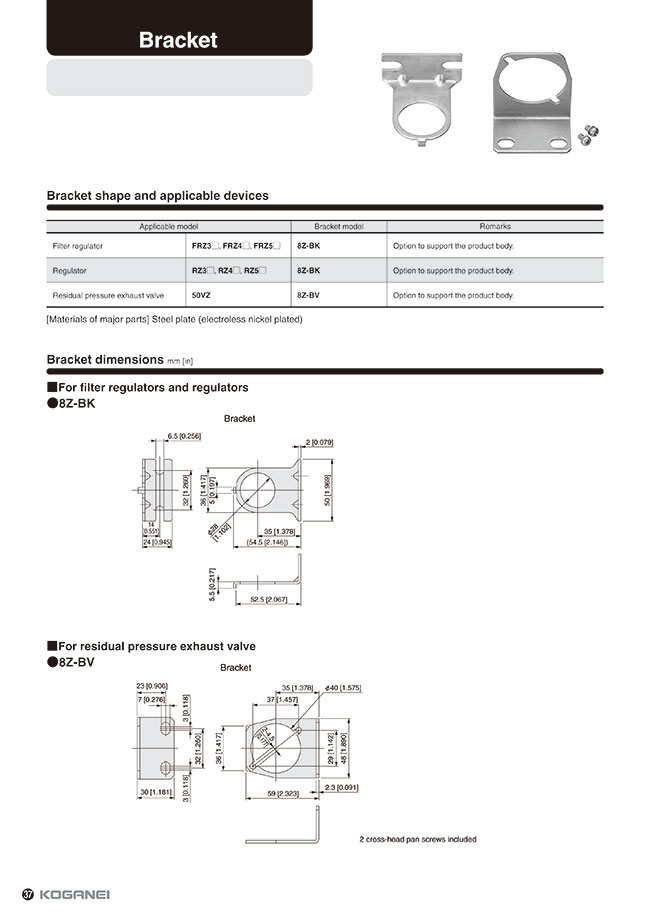 Bracket
Bracket shape and applicable devices
Applicable model Bracket model Remarks
Filter regulator FRZ3□, FRZ4□, FRZ5□ 8Z-BK Option to support the product body.
Regulator RZ3□, RZ4□, RZ5□ 8Z-BK Option to support the product body.
Residual pressure exhaust valve 50VZ 8Z-BV Option to support the product body.
[Materials of major parts] Steel plate (electroless nickel plated)
Bracket dimensions mm [in]
■For filter regulators and regulators
●8Z-BK
Bracket
6.5 [0.256]
2 [0.079]
32 [1.260]
36 [1.417]
5 [0.197]
50 [1.969]
14
[0.551]
24 [0.945]
φ28
[1.102]
35 [1.378]
(54.5 [2.146])
5.5 [0.217]
52.5 [2.067]
■For residual pressure exhaust valve
●8Z-BV
Bracket
23 [0.906]
7 [0.276]
3 [0.118]
32 [1.260]
3 [0.118]
30 [1.181]
35 [1.378]
φ40 [1.575]
37 [1.457]
2-4.5
[0.177]
36 [1.417]
29 [1.142]
48 [1.890]
59 [2.323]
2.3 [0.091]
2 cross-head pan screws included
37 KOGANEI